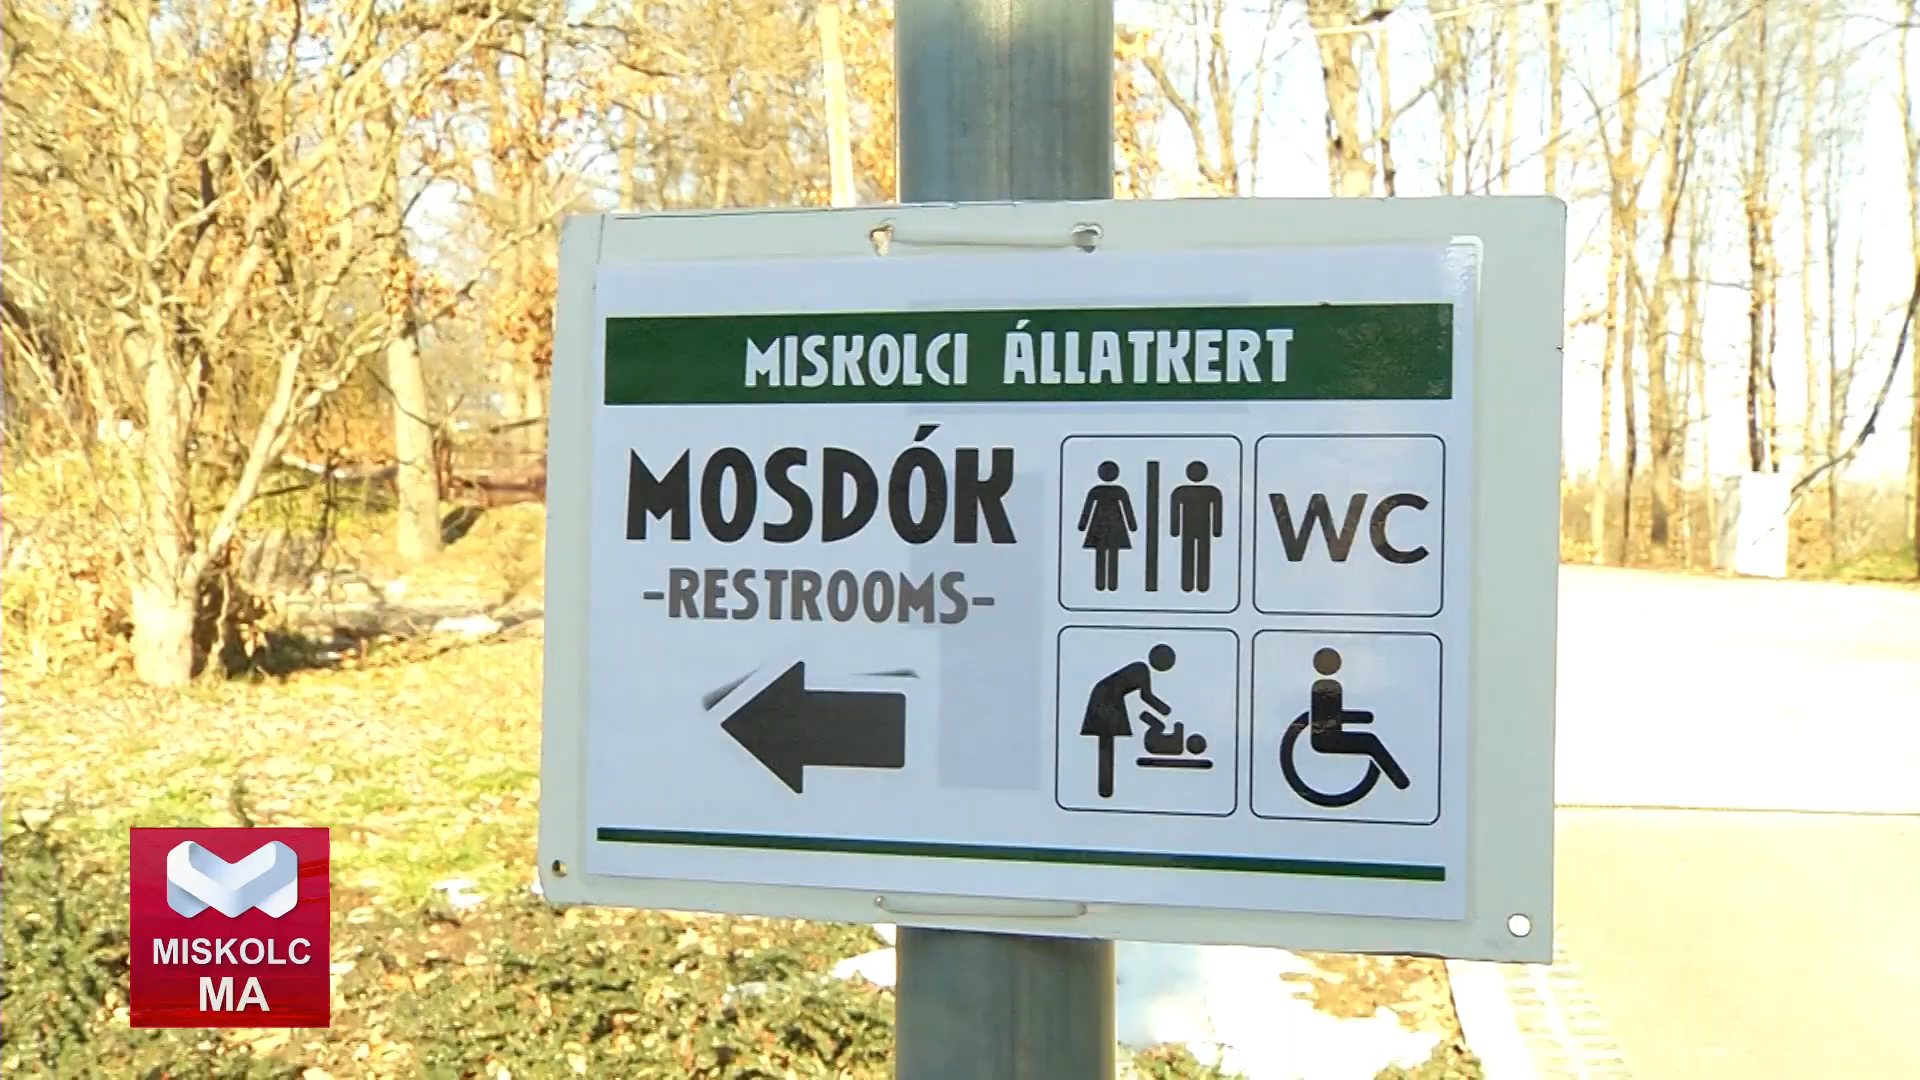 MISKOLCI ÁLLATKERT
MOSDÓK
-RESTROOMS-
WC
MISKOLC
MA